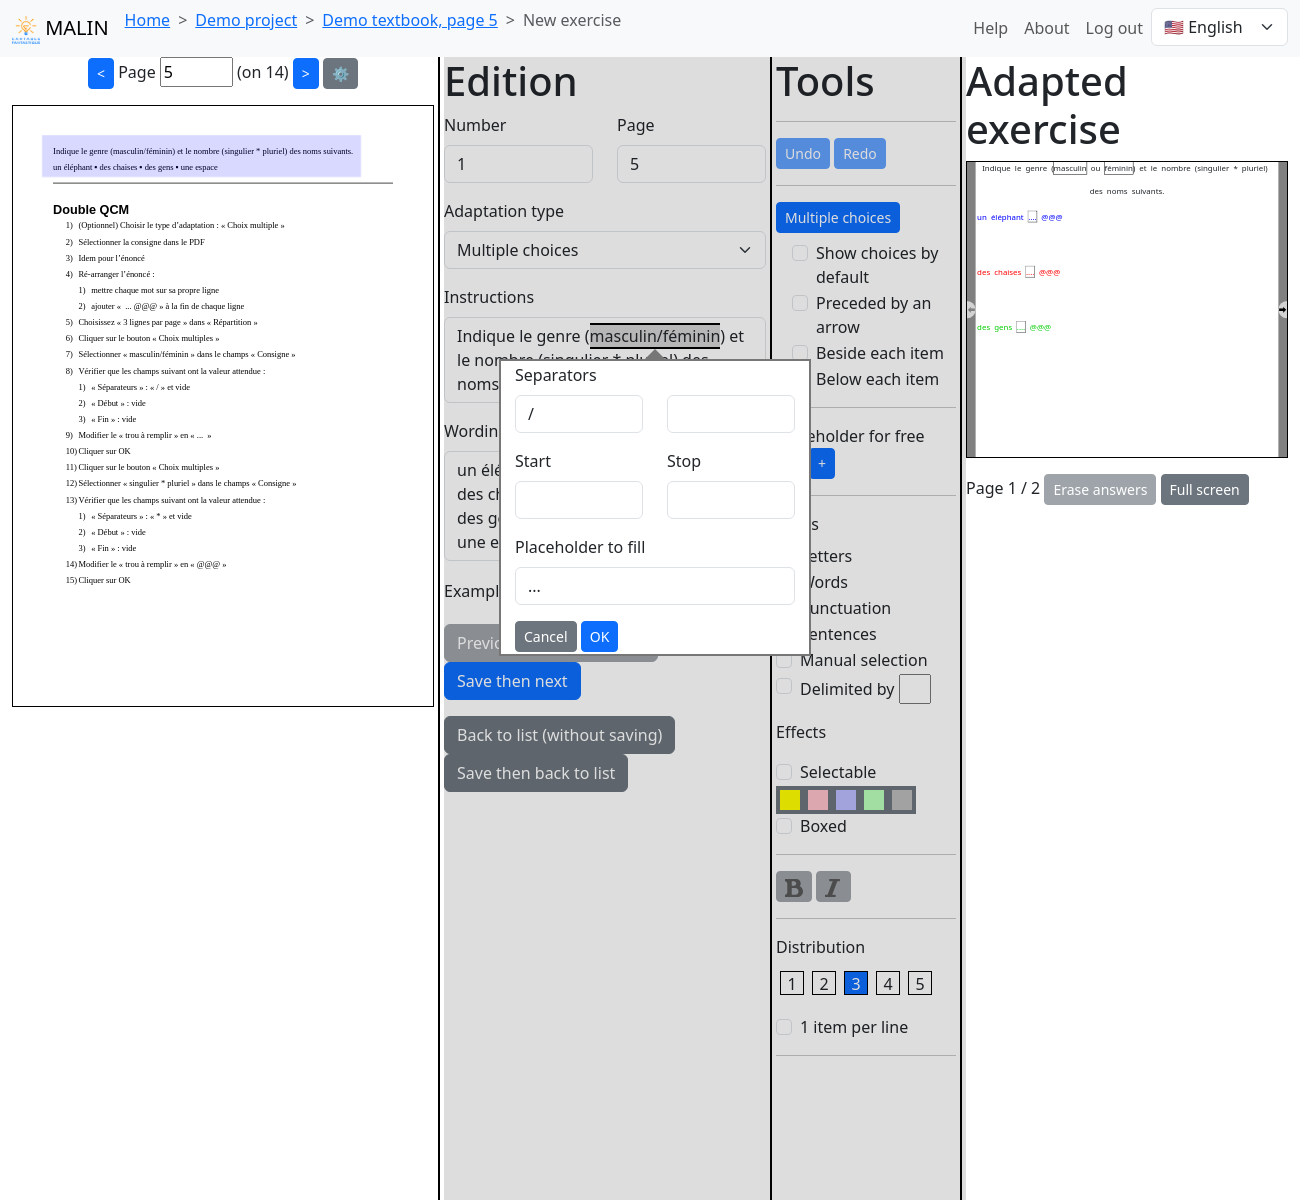 MALIN
Home > Demo project > Demo textbook, page 5 > New exercise
Help About Log out 🇺🇸 English
< Page 5 (on 14) > ⚙️
Indique le genre (masculin/féminin) et le nombre (singulier * pluriel) des noms suivants.
un éléphant • des chaises • des gens • une espace
Double QCM
1) (Optionnel) Choisir le type d’adaptation : « Choix multiple »
2) Sélectionner la consigne dans le PDF
3) Idem pour l’énoncé
4) Ré-arranger l’énoncé :
1) mettre chaque mot sur sa propre ligne
2) ajouter « ... @@@ » à la fin de chaque ligne
5) Choisissez « 3 lignes par page » dans « Répartition »
6) Cliquer sur le bouton « Choix multiples »
7) Sélectionner « masculin/féminin » dans le champs « Consigne »
8) Vérifier que les champs suivant ont la valeur attendue :
1) « Séparateurs » : « / » et vide
2) « Début » : vide
3) « Fin » : vide
9) Modifier le « trou à remplir » en « ... »
10) Cliquer sur OK
11) Cliquer sur le bouton « Choix multiples »
12) Sélectionner « singulier * pluriel » dans le champs « Consigne »
13) Vérifier que les champs suivant ont la valeur attendue :
1) « Séparateurs » : « * » et vide
2) « Début » : vide
3) « Fin » : vide
14) Modifier le « trou à remplir » en « @@@ »
15) Cliquer sur OK
Edition
Number Page
1 5
Adaptation type
Multiple choices
Instructions
Indique le genre (masculin/féminin) et
le nombre (singulier * pluriel) des
noms
Wordin
un élé
des ch
des ge
une e
Exampl
Previo
Save then next
Back to list (without saving)
Save then back to list
Separators
/
Start Stop
Placeholder to fill
...
Cancel OK
Tools
Undo Redo
Multiple choices
Show choices by
default
Preceded by an
arrow
Beside each item
Below each item
eholder for free
+
s
etters
Words
unctuation
entences
Manual selection
Delimited by
Effects
Selectable
Boxed
B I
Distribution
1 2 3 4 5
1 item per line
Adapted
exercise
Indique le genre (masculin ou féminin) et le nombre (singulier * pluriel)
des noms suivants.
un éléphant .... @@@
des chaises .... @@@
des gens .... @@@
Page 1 / 2 Erase answers Full screen